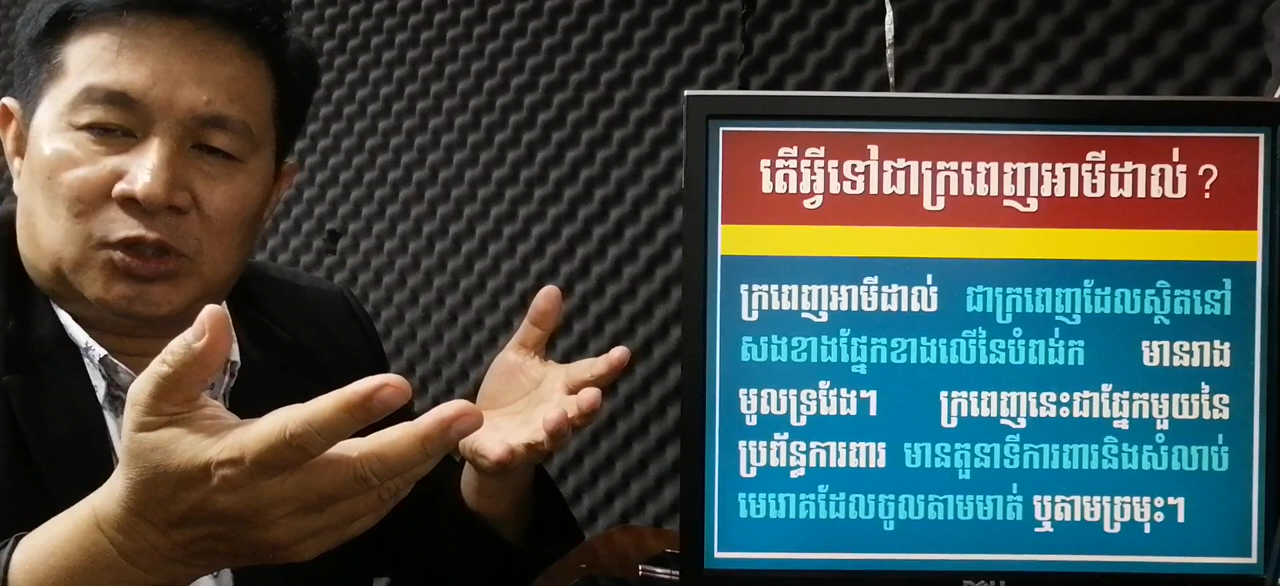 តើអ្វីទៅជាក្រពេញអាមីដាល់ ?
ក្រពេញអាមីដាល់ ជាក្រពេញដែលស្ថិតនៅ
សងខាងផ្នែកខាងលើនៃបំពង់ក មានរាង
មូលទ្រវែង។ ក្រពេញនេះជាផ្នែកមួយនៃ
ប្រព័ន្ធការពារ មានតួនាទីការពារនិងសំលាប់
មេរោគដែលចូលតាមមាត់ ឬតាមច្រមុះ។